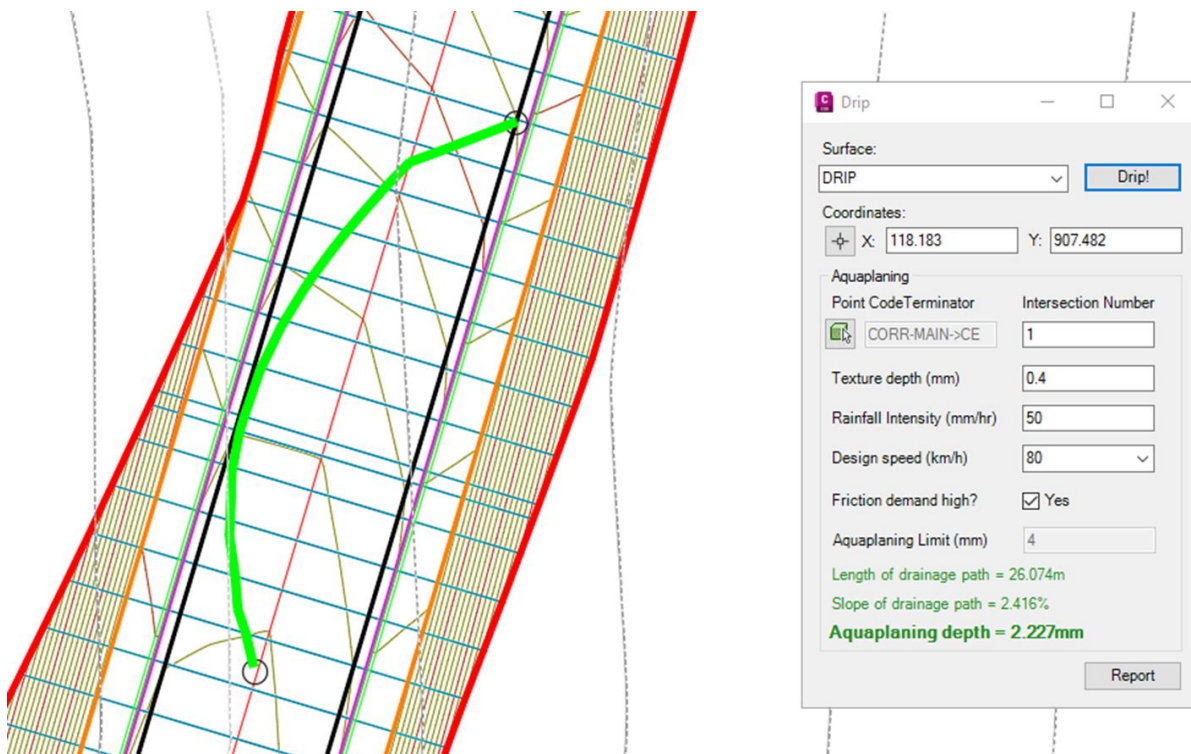 Drip
Surface:
DRIP
Drip!
Coordinates:
X: 118.183 Y: 907.482
Aquaplaning
Point CodeTerminator Intersection Number
CORR-MAIN->CE 1
Texture depth (mm) 0.4
Rainfall Intensity (mm/hr) 50
Design speed (km/h) 80
Friction demand high? Yes
Aquaplaning Limit (mm) 4
Length of drainage path = 26.074m
Slope of drainage path = 2.416%
Aquaplaning depth = 2.227mm
Report